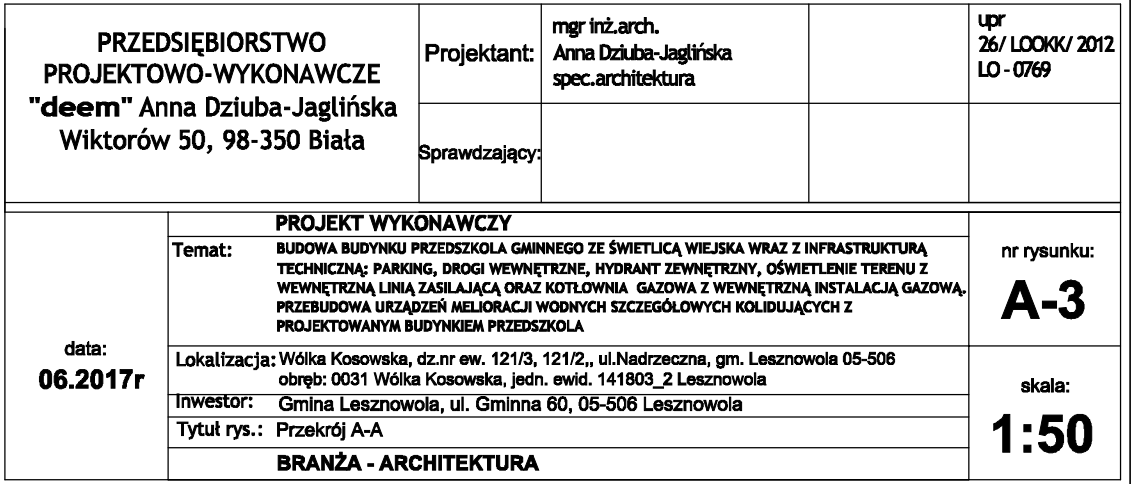 PRZEDSIĘBIORSTWO
PROJEKTOWO-WYKONAWCZE
"deem" Anna Dziuba-Jaglińska
Wiktorów 50, 98-350 Biała
Projektant:
mgr inż.arch.
Anna Dziuba-Jaglińska
spec.architektura
upr
26/ LOOKK/ 2012
LO - 0769
Sprawdzający:
data:
06.2017r
PROJEKT WYKONAWCZY
Temat:
BUDOWA BUDYNKU PRZEDSZKOLA GMINNEGO ZE ŚWIETLICĄ WIEJSKA WRAZ Z INFRASTRUKTURĄ
TECHNICZNĄ: PARKING, DROGI WEWNĘTRZNE, HYDRANT ZEWNĘTRZNY, OŚWIETLENIE TERENU Z
WEWNĘTRZNĄ LINIĄ ZASILAJĄCĄ ORAZ KOTŁOWNIA GAZOWA Z WEWNĘTRZNĄ INSTALACJĄ GAZOWĄ.
PRZEBUDOWA URZĄDZEŃ MELIORACJI WODNYCH SZCZEGÓŁOWYCH KOLIDUJĄCYCH Z
PROJEKTOWANYM BUDYNKIEM PRZEDSZKOLA
Lokalizacja: Wólka Kosowska, dz.nr ew. 121/3, 121/2,, ul.Nadrzeczna, gm. Lesznowola 05-506
obręb: 0031 Wólka Kosowska, jedn. ewid. 141803_2 Lesznowola
Inwestor: Gmina Lesznowola, ul. Gminna 60, 05-506 Lesznowola
Tytuł rys.: Przekrój A-A
BRANŻA - ARCHITEKTURA
nr rysunku:
A-3
skala:
1:50